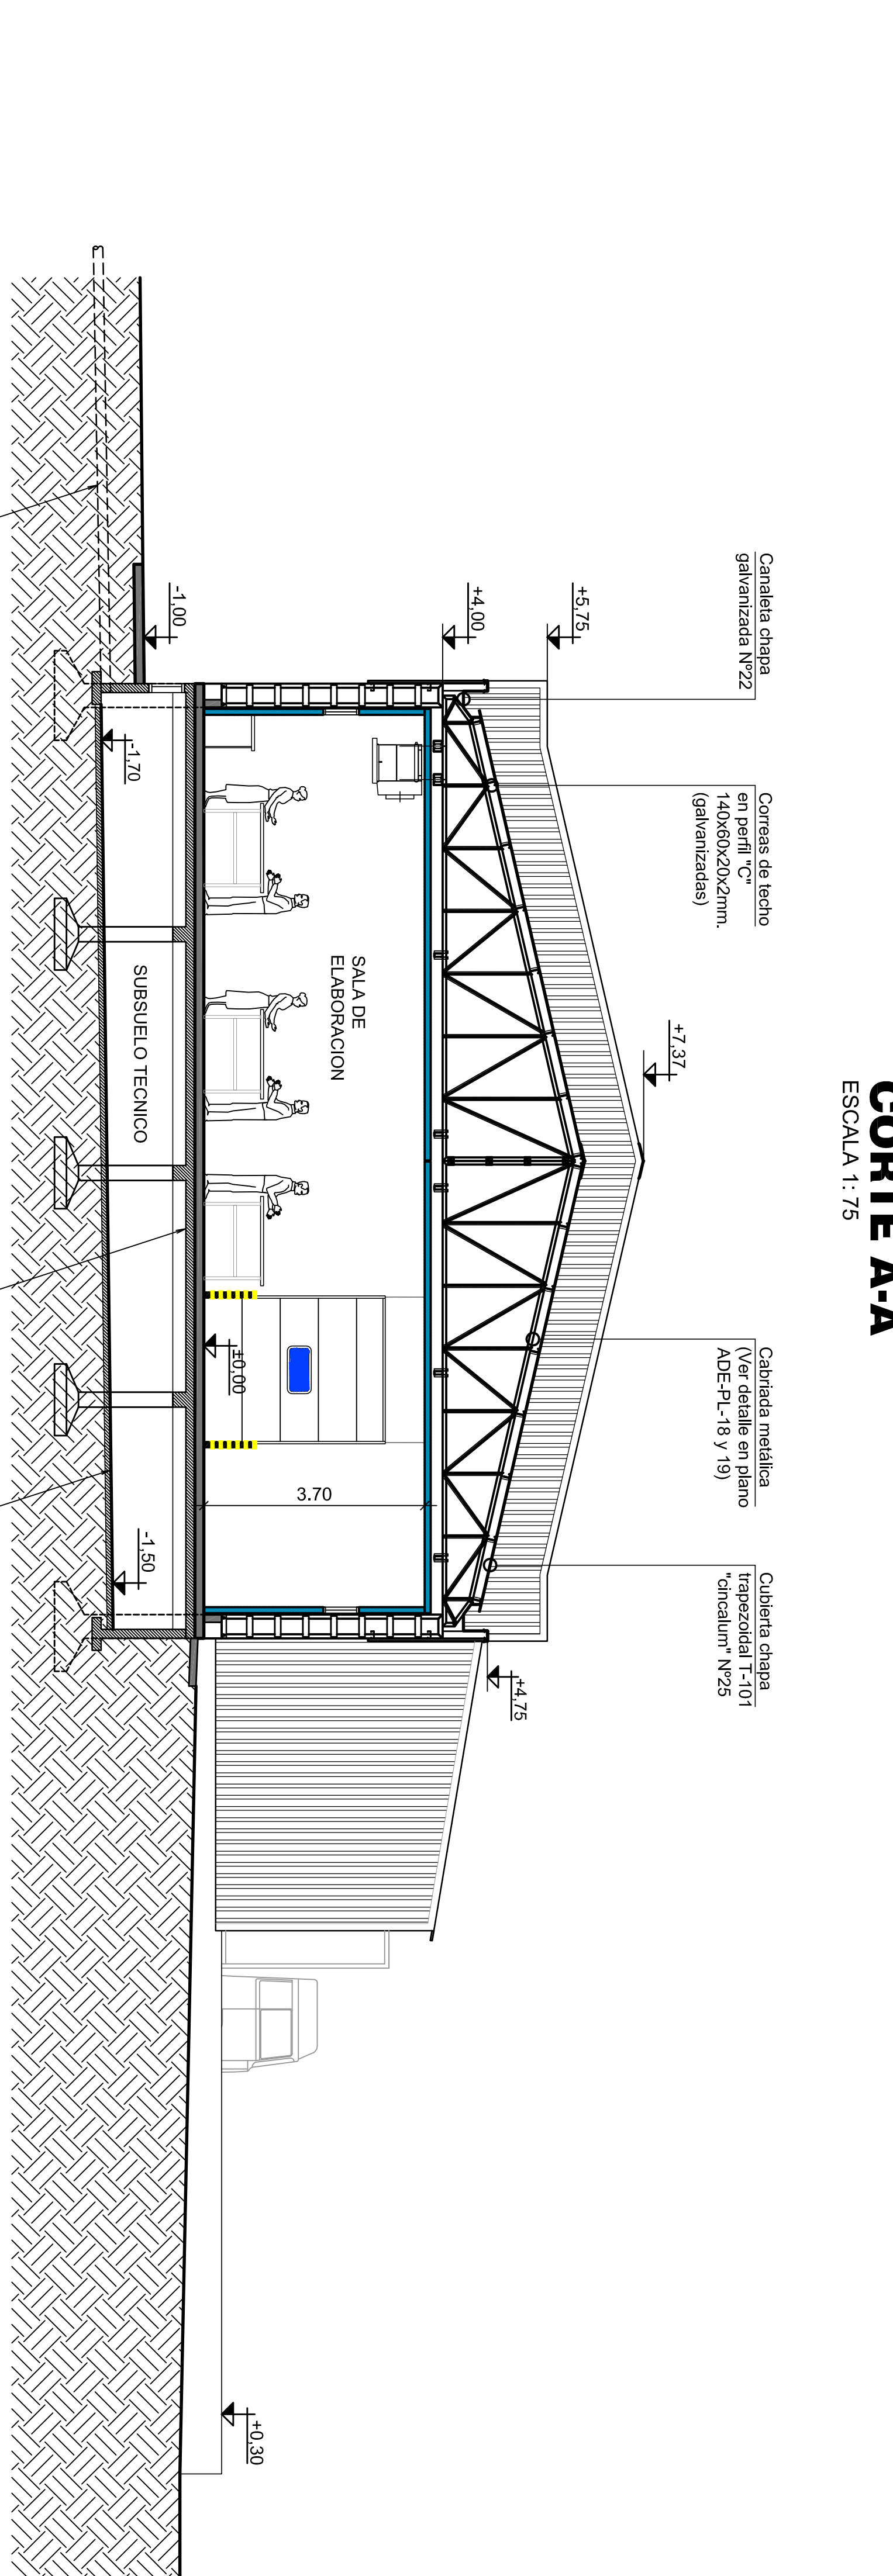 CORTE A-A
ESCALA 1: 75
Canaleta chapa
galvanizada Nº22
Correas de techo
en perfil "C"
140x60x20x2mm.
(galvanizadas)
Cabriada metálica
(Ver detalle en plano
ADE-PL-18 y 19)
Cubierta chapa
trapezoidal T-101
"cincalum" Nº25
+7,37
+5,75
+4,75
+4,00
SALA DE
ELABORACION
3.70
+0,30
±0,00
-1,00
SUBSUELO TECNICO
-1,50
-1,70